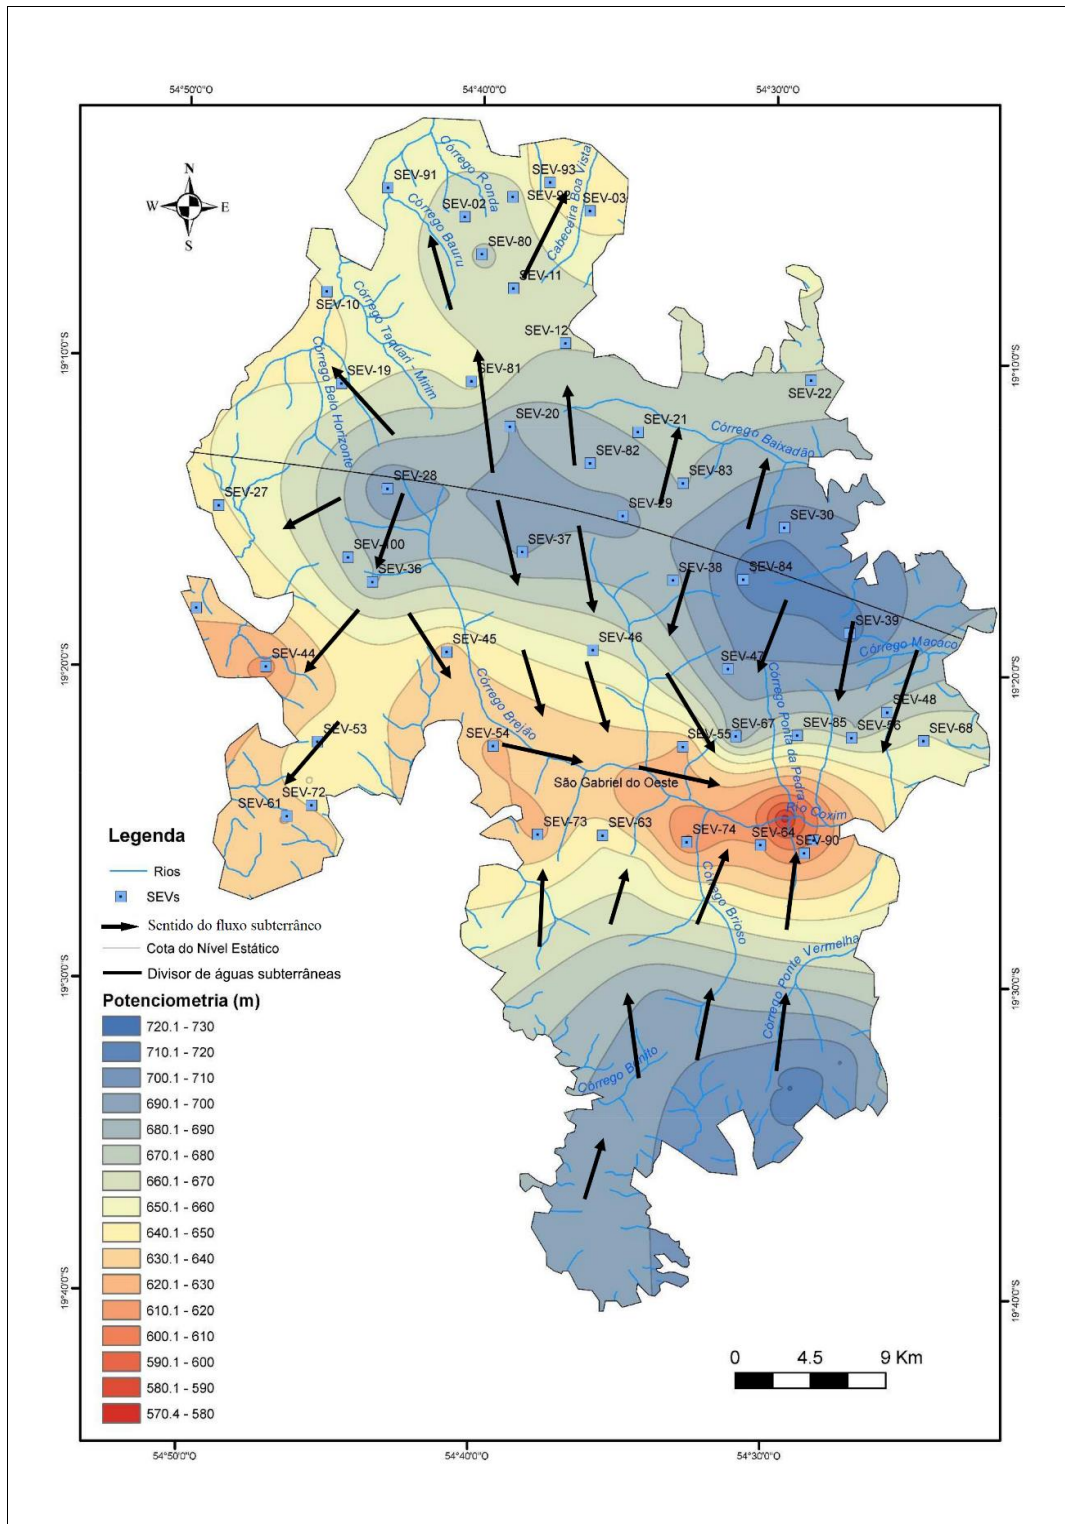 54°50'0"O
54°40'0"O
54°30'0"O
N
W
E
S
SEV-91
Córrego Ronda
SEV-93
SEV-92
SEV-03
SEV-02
Córrego Bauru
SEV-80
Cabeceira Boa Vista
SEV-11
SEV-10
Córrego Taquari - Mirim
SEV-12
19°10'0"S
19°10'0"S
SEV-19
SEV-81
SEV-22
Córrego Belo Horizonte
SEV-20
SEV-21
Córrego Baixadão
SEV-82
SEV-83
SEV-28
SEV-27
SEV-29
SEV-30
SEV-37
SEV-100
SEV-36
SEV-38
SEV-84
SEV-39
SEV-45
SEV-46
Córrego Macaco
SEV-44
SEV-47
19°20'0"S
19°20'0"S
SEV-48
Córrego Brejão
SEV-53
SEV-54
SEV-55
SEV-67
Córrego Ponta da Pedra
SEV-85
SEV-56
SEV-68
São Gabriel do Oeste
SEV-72
SEV-61
Rio Coxim
SEV-73
SEV-63
SEV-74
SEV-64
SEV-90
Córrego Brioso
Córrego Ponte Vermelha
19°30'0"S
19°30'0"S
Córrego Bonito
19°40'0"S
19°40'0"S
Legenda
Rios
SEVs
Sentido do fluxo subterrâneo
Cota do Nível Estático
Divisor de águas subterrâneas
Potenciometria (m)
720.1 - 730
710.1 - 720
700.1 - 710
690.1 - 700
680.1 - 690
670.1 - 680
660.1 - 670
650.1 - 660
640.1 - 650
630.1 - 640
620.1 - 630
610.1 - 620
600.1 - 610
590.1 - 600
580.1 - 590
570.4 - 580
0 4.5 9 Km
54°50'0"O
54°40'0"O
54°30'0"O